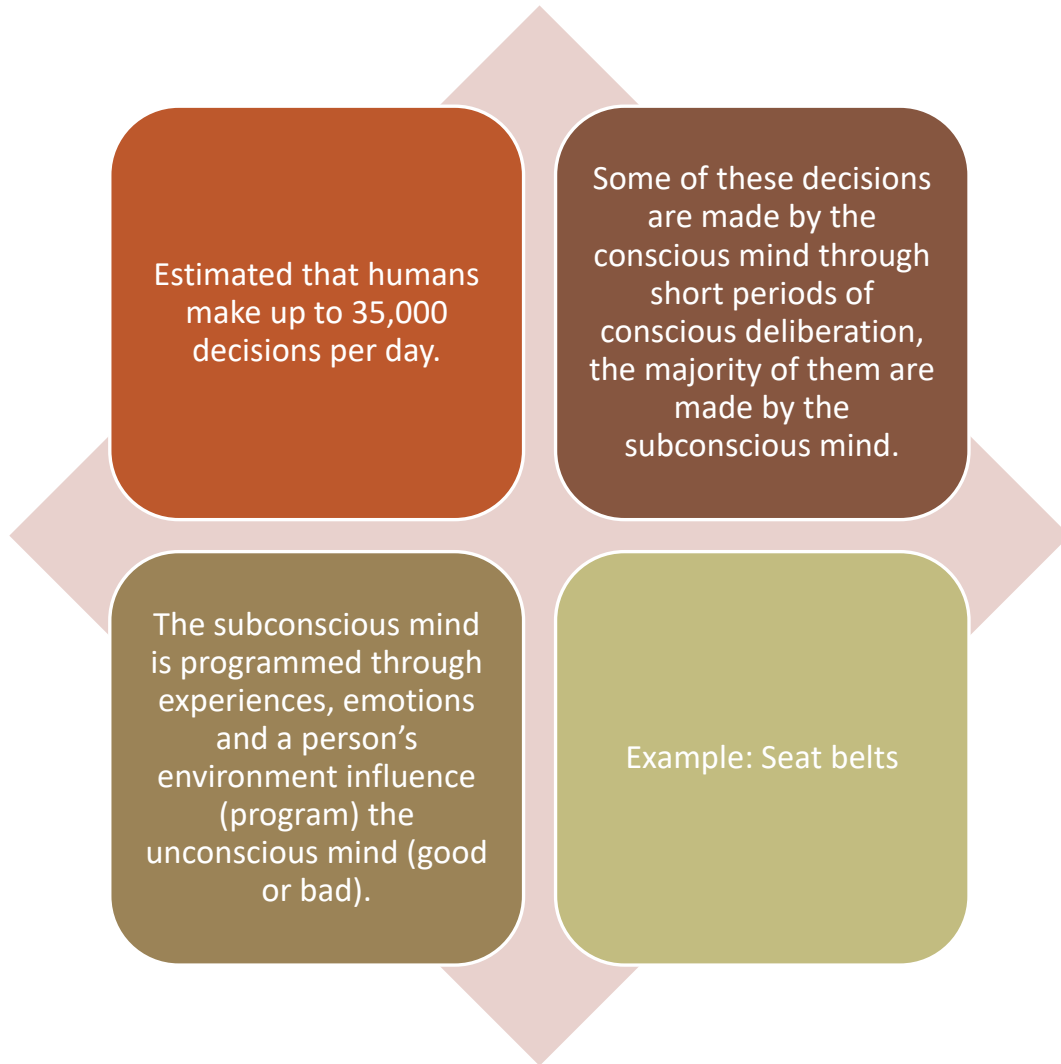 Estimated that humans
make up to 35,000
decisions per day.
Some of these decisions
are made by the
conscious mind through
short periods of
conscious deliberation,
the majority of them are
made by the
subconscious mind.
The subconscious mind
is programmed through
experiences, emotions
and a person’s
environment influence
(program) the
unconscious mind (good
or bad).
Example: Seat belts